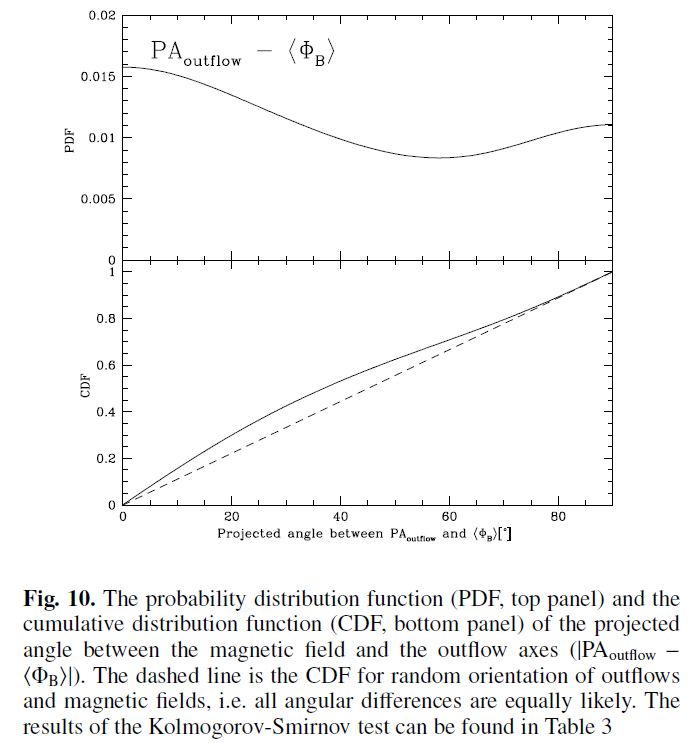 0.02
PA_outflow − ⟨Φ_B⟩
0.015
PDF
0.01
0.005
0
1
0.8
0.6
CDF
0.4
0.2
0
0 20 40 60 80
Projected angle between PA_outflow and ⟨Φ_B⟩[°]
Fig. 10. The probability distribution function (PDF, top panel) and the
cumulative distribution function (CDF, bottom panel) of the projected
angle between the magnetic field and the outflow axes (|PA_outflow −
⟨Φ_B⟩|). The dashed line is the CDF for random orientation of outflows
and magnetic fields, i.e. all angular differences are equally likely. The
results of the Kolmogorov-Smirnov test can be found in Table 3